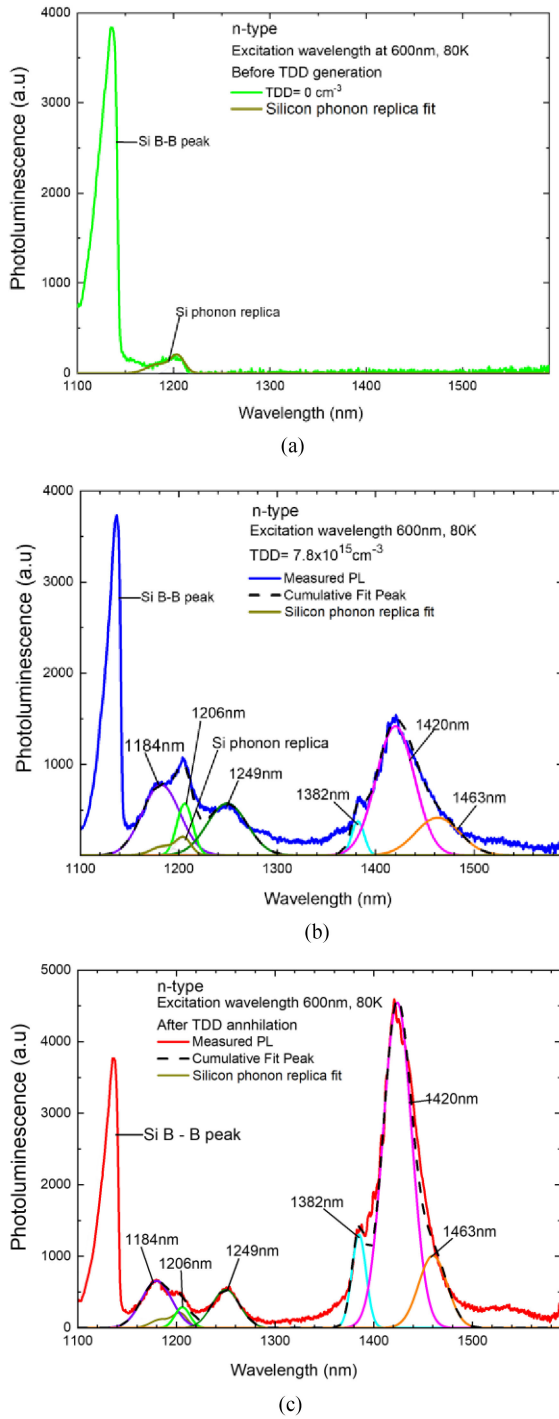 4000
3000
2000
1000
0
1100 1200 1300 1400 1500
Photoluminescence (a.u)
Wavelength (nm)
n-type
Excitation wavelength at 600nm, 80K
Before TDD generation
TDD= 0 cm⁻³
Silicon phonon replica fit
Si B-B peak
Si phonon replica
(a)
4000
3000
2000
1000
0
1100 1200 1300 1400 1500
Photoluminescence (a.u)
Wavelength (nm)
n-type
Excitation wavelength 600nm, 80K
TDD= 7.8x10¹⁵cm⁻³
Measured PL
Cumulative Fit Peak
Silicon phonon replica fit
Si B-B peak
1206nm
1184nm
Si phonon replica
1249nm
1420nm
1382nm
1463nm
(b)
5000
4000
3000
2000
1000
0
1100 1200 1300 1400 1500
Photoluminescence (a.u)
Wavelength (nm)
n-type
Excitation wavelength 600nm, 80K
After TDD annhilation
Measured PL
Cumulative Fit Peak
Silicon phonon replica fit
Si B - B peak
1420nm
1382nm
1184nm
1206nm
1249nm
1463nm
(c)